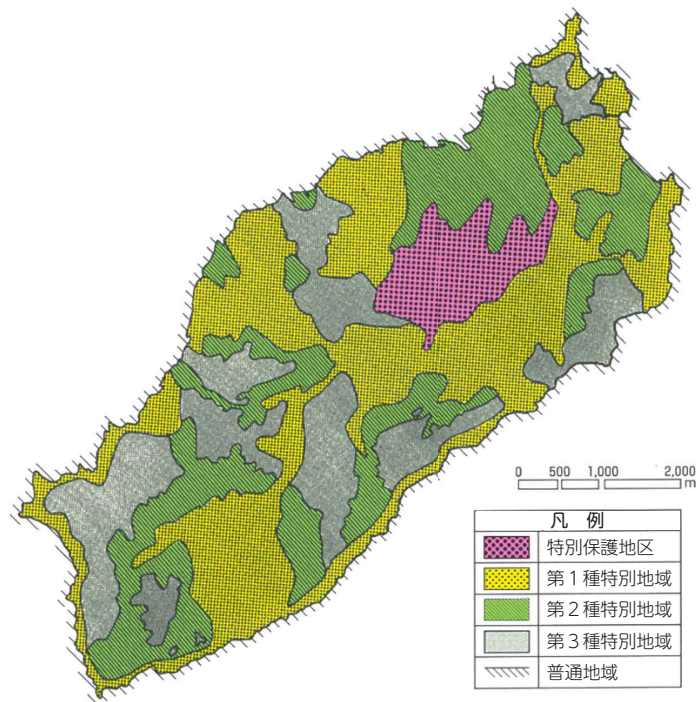 0 500 1,000 2,000
m
凡 例
特別保護地区
第1種特別地域
第2種特別地域
第3種特別地域
普通地域